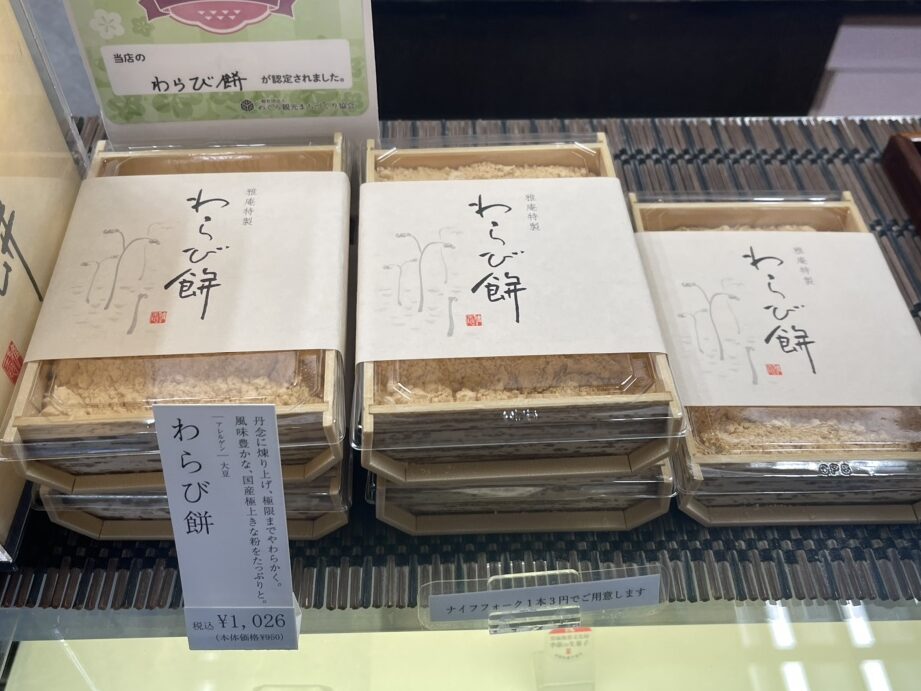 当店の
わらび餅 が認定されました。
雅庵特製
わらび餅
雅庵特製
わらび餅
雅庵特製
わらび餅
丹念に煉り上げ、極限までやわらかく。
風味豊かな、国産極上きな粉をたっぷりと。
アレルゲン 大豆
わらび餅
税込 ¥1,026
(本体価格¥950)
ナイフフォーク1本3円でご用意します